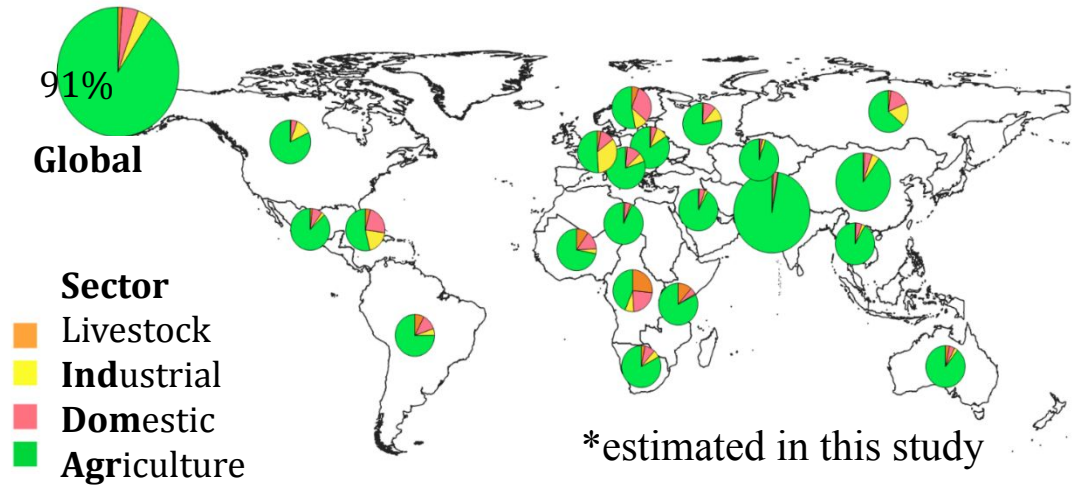 91%
Global
Sector
Livestock
Industrial
Domestic
Agriculture
*estimated in this study